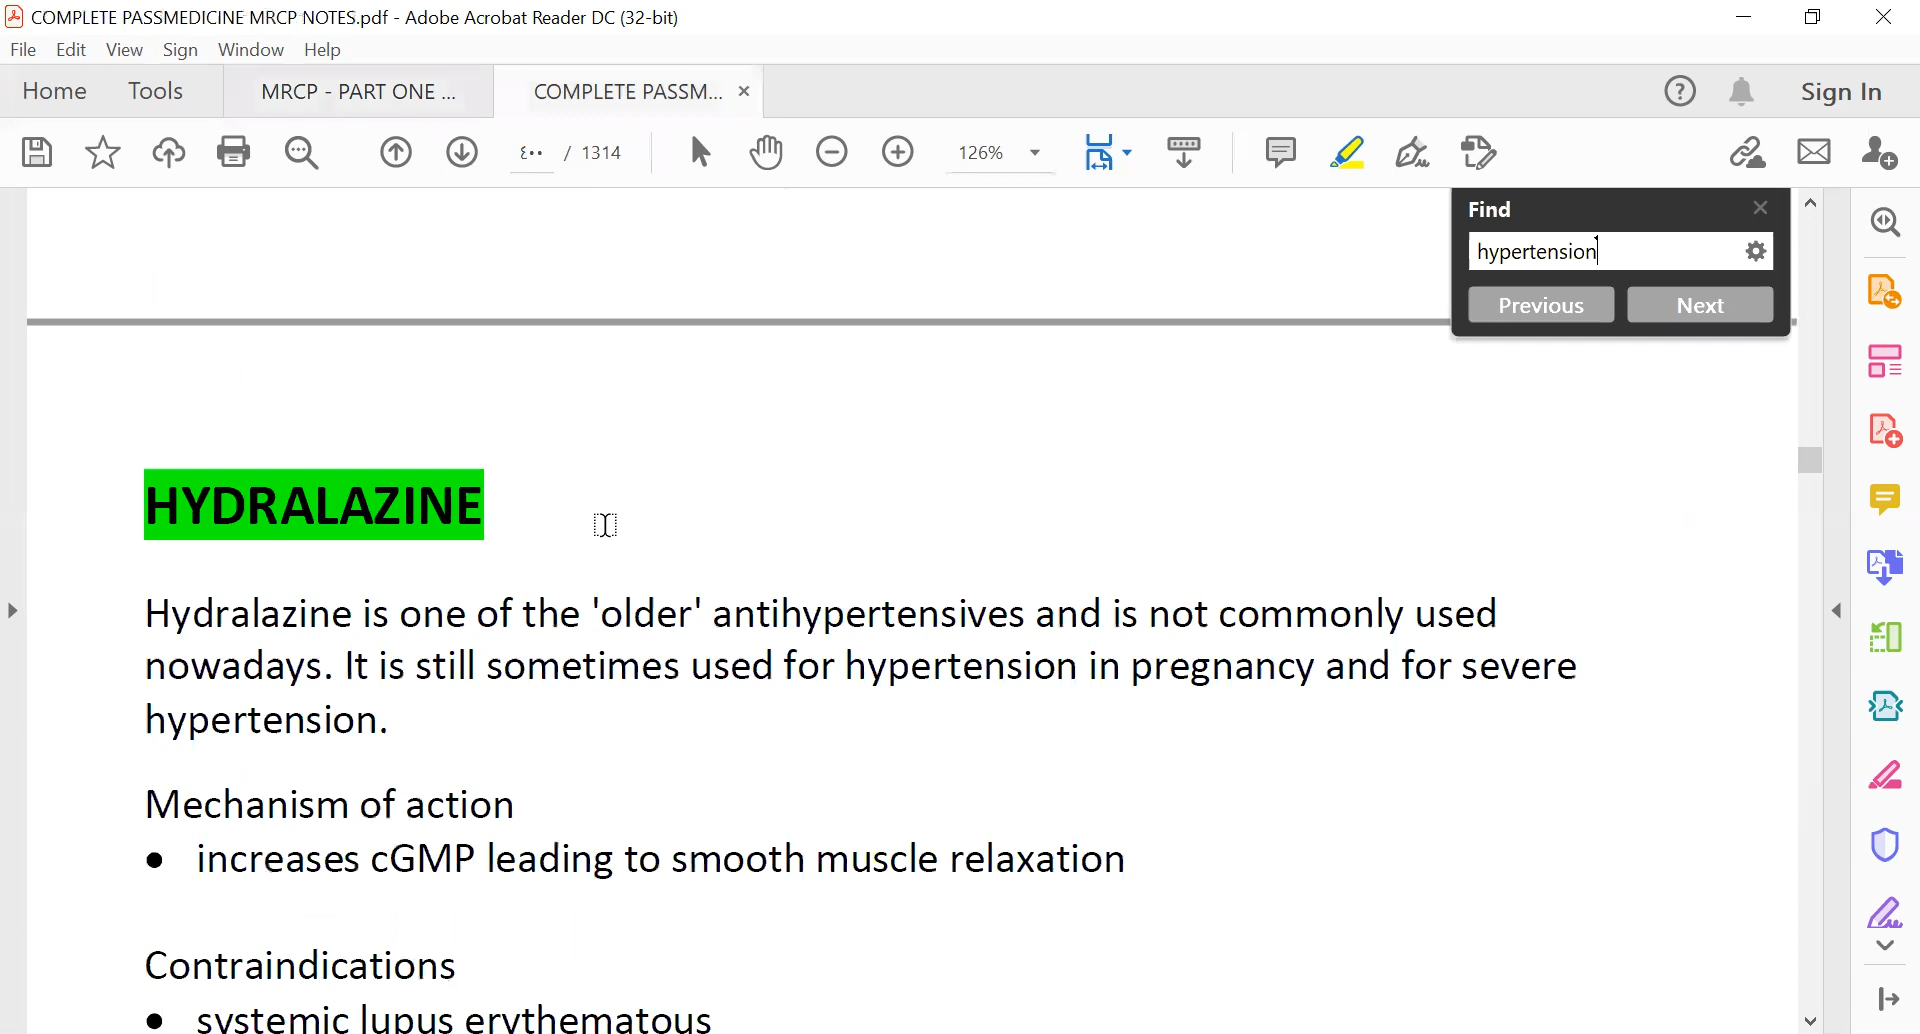 COMPLETE PASSMEDICINE MRCP NOTES.pdf - Adobe Acrobat Reader DC (32-bit)
File Edit View Sign Window Help
Home Tools MRCP - PART ONE ... COMPLETE PASSM... Sign In
٤٠٠ / 1314 126%
Find
hypertension
Previous Next
HYDRALAZINE
Hydralazine is one of the 'older' antihypertensives and is not commonly used
nowadays. It is still sometimes used for hypertension in pregnancy and for severe
hypertension.
Mechanism of action
• increases cGMP leading to smooth muscle relaxation
Contraindications
• systemic lupus erythematous